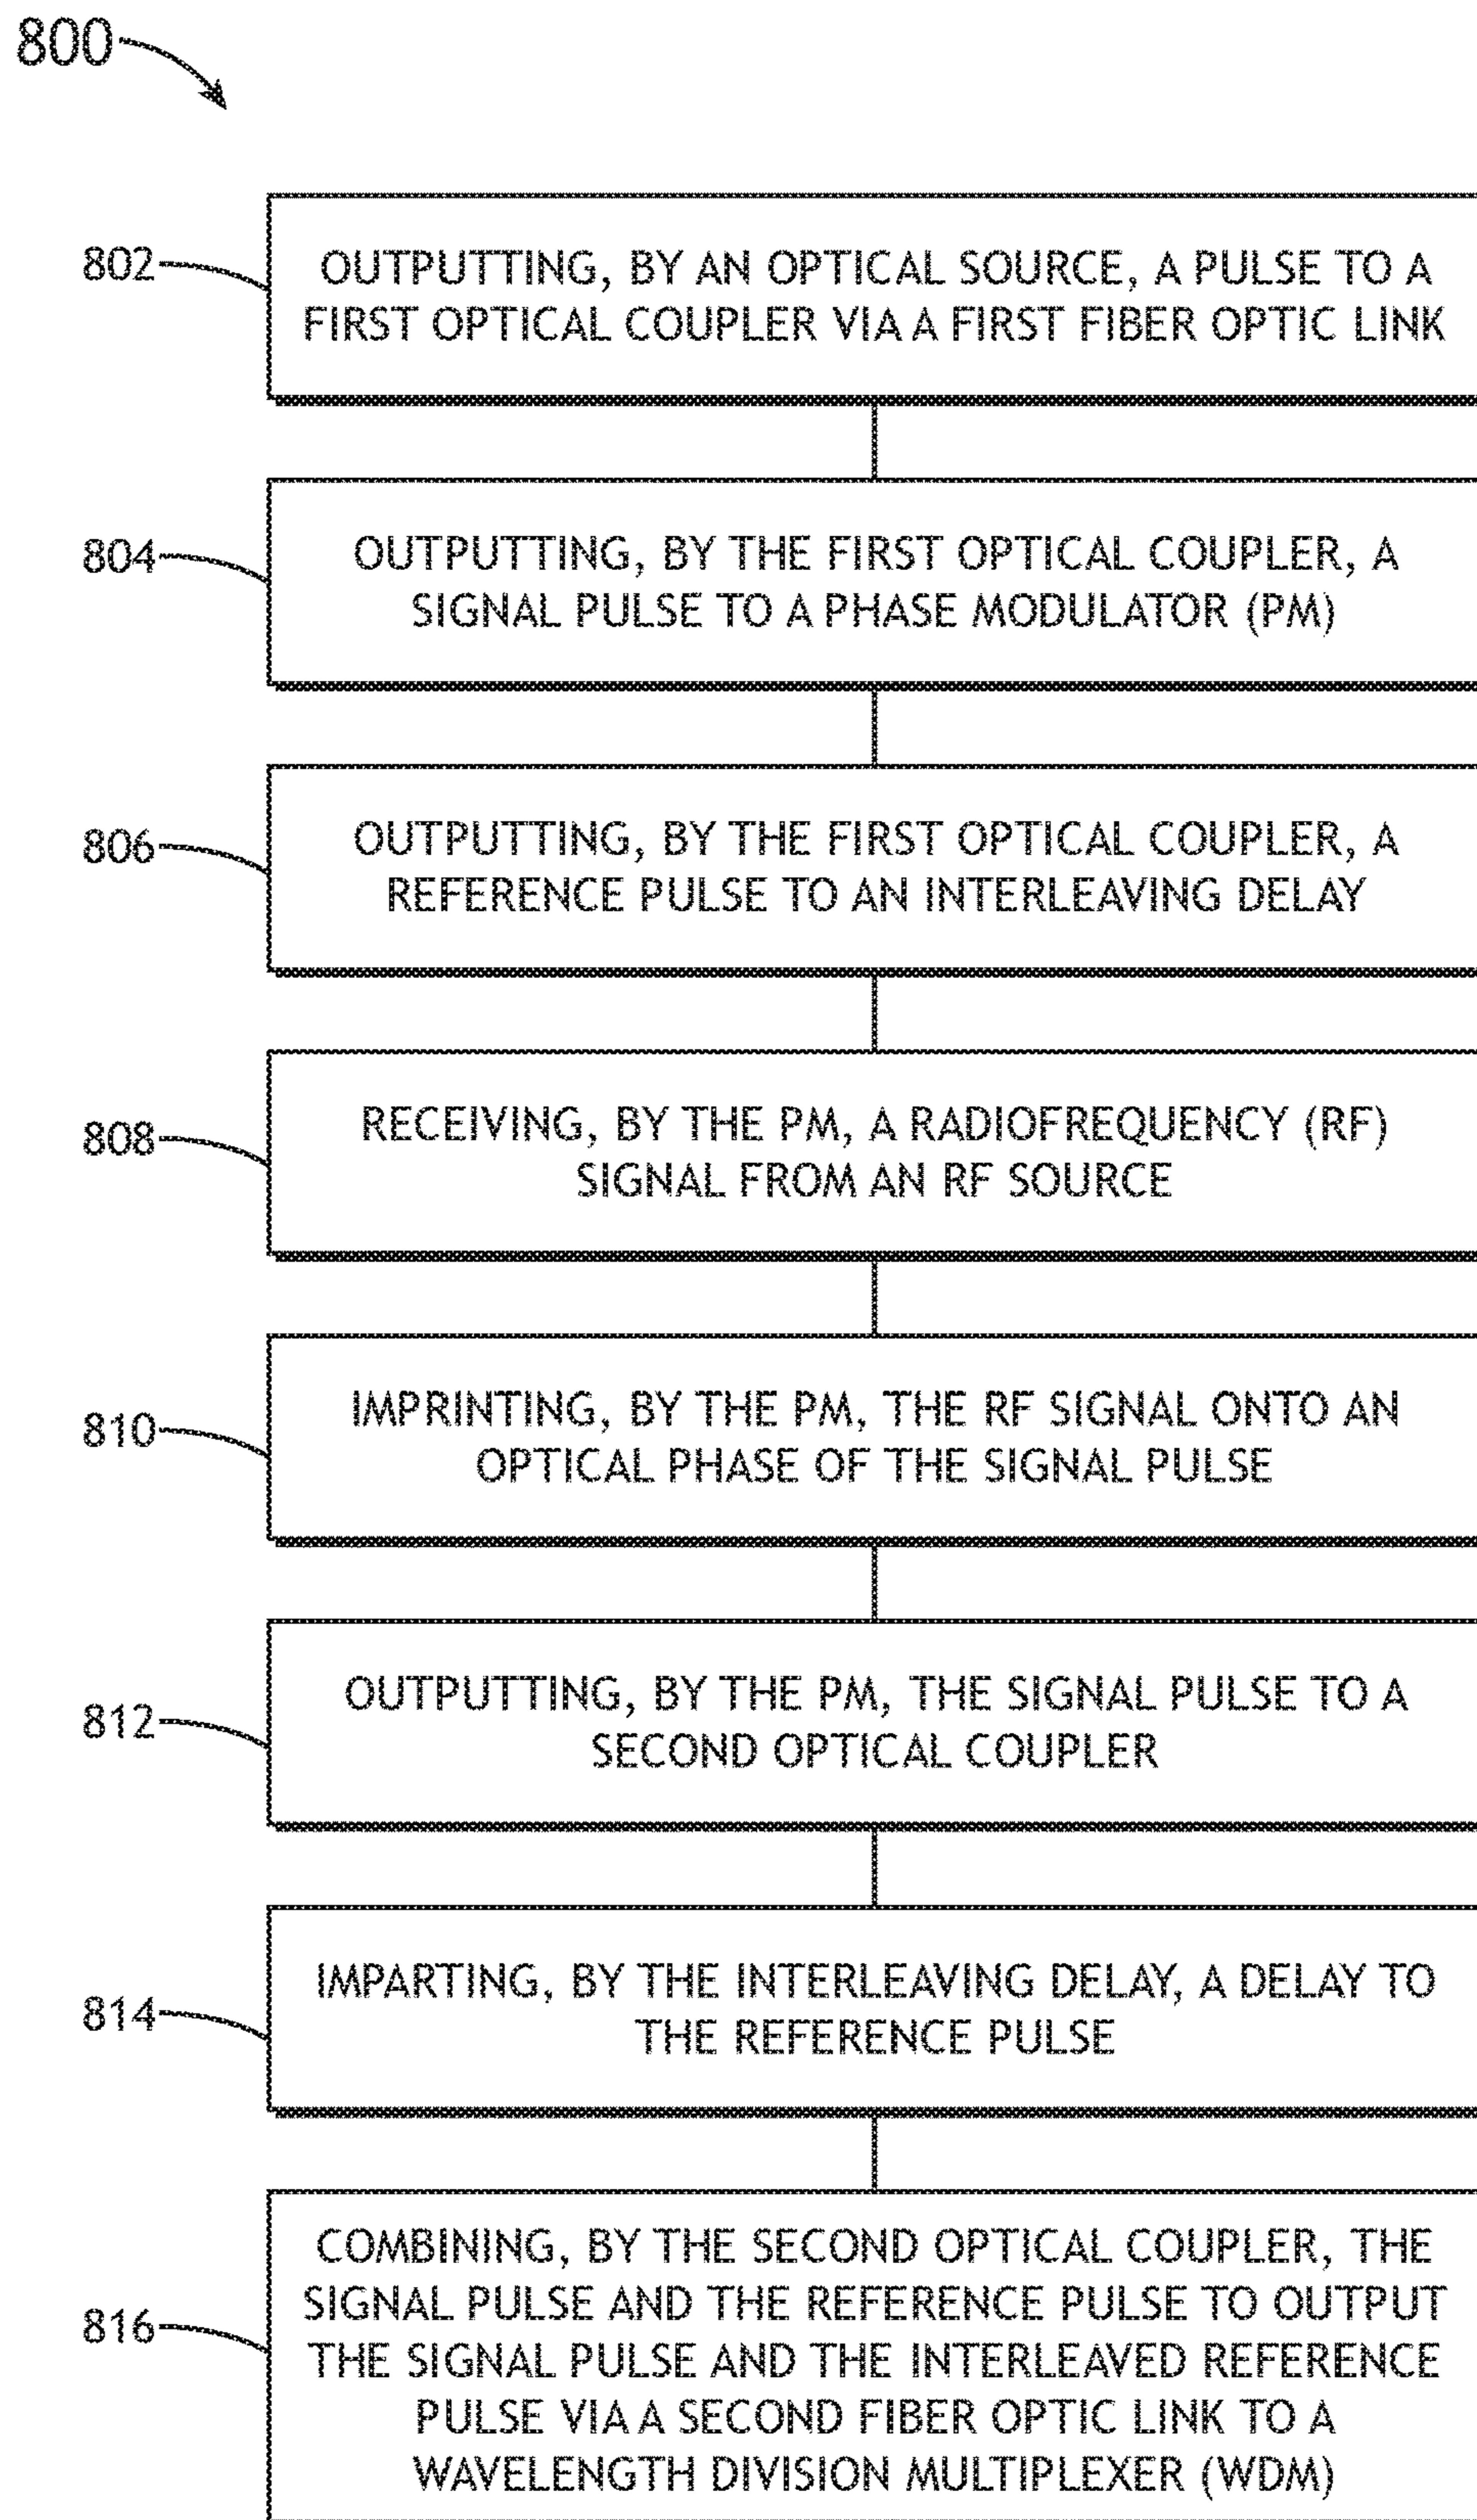 800
802
OUTPUTTING, BY AN OPTICAL SOURCE, A PULSE TO A
FIRST OPTICAL COUPLER VIA A FIRST FIBER OPTIC LINK
804
OUTPUTTING, BY THE FIRST OPTICAL COUPLER, A
SIGNAL PULSE TO A PHASE MODULATOR (PM)
806
OUTPUTTING, BY THE FIRST OPTICAL COUPLER, A
REFERENCE PULSE TO AN INTERLEAVING DELAY
808
RECEIVING, BY THE PM, A RADIOFREQUENCY (RF)
SIGNAL FROM AN RF SOURCE
810
IMPRINTING, BY THE PM, THE RF SIGNAL ONTO AN
OPTICAL PHASE OF THE SIGNAL PULSE
812
OUTPUTTING, BY THE PM, THE SIGNAL PULSE TO A
SECOND OPTICAL COUPLER
814
IMPARTING, BY THE INTERLEAVING DELAY, A DELAY TO
THE REFERENCE PULSE
816
COMBINING, BY THE SECOND OPTICAL COUPLER, THE
SIGNAL PULSE AND THE REFERENCE PULSE TO OUTPUT
THE SIGNAL PULSE AND THE INTERLEAVED REFERENCE
PULSE VIA A SECOND FIBER OPTIC LINK TO A
WAVELENGTH DIVISION MULTIPLEXER (WDM)